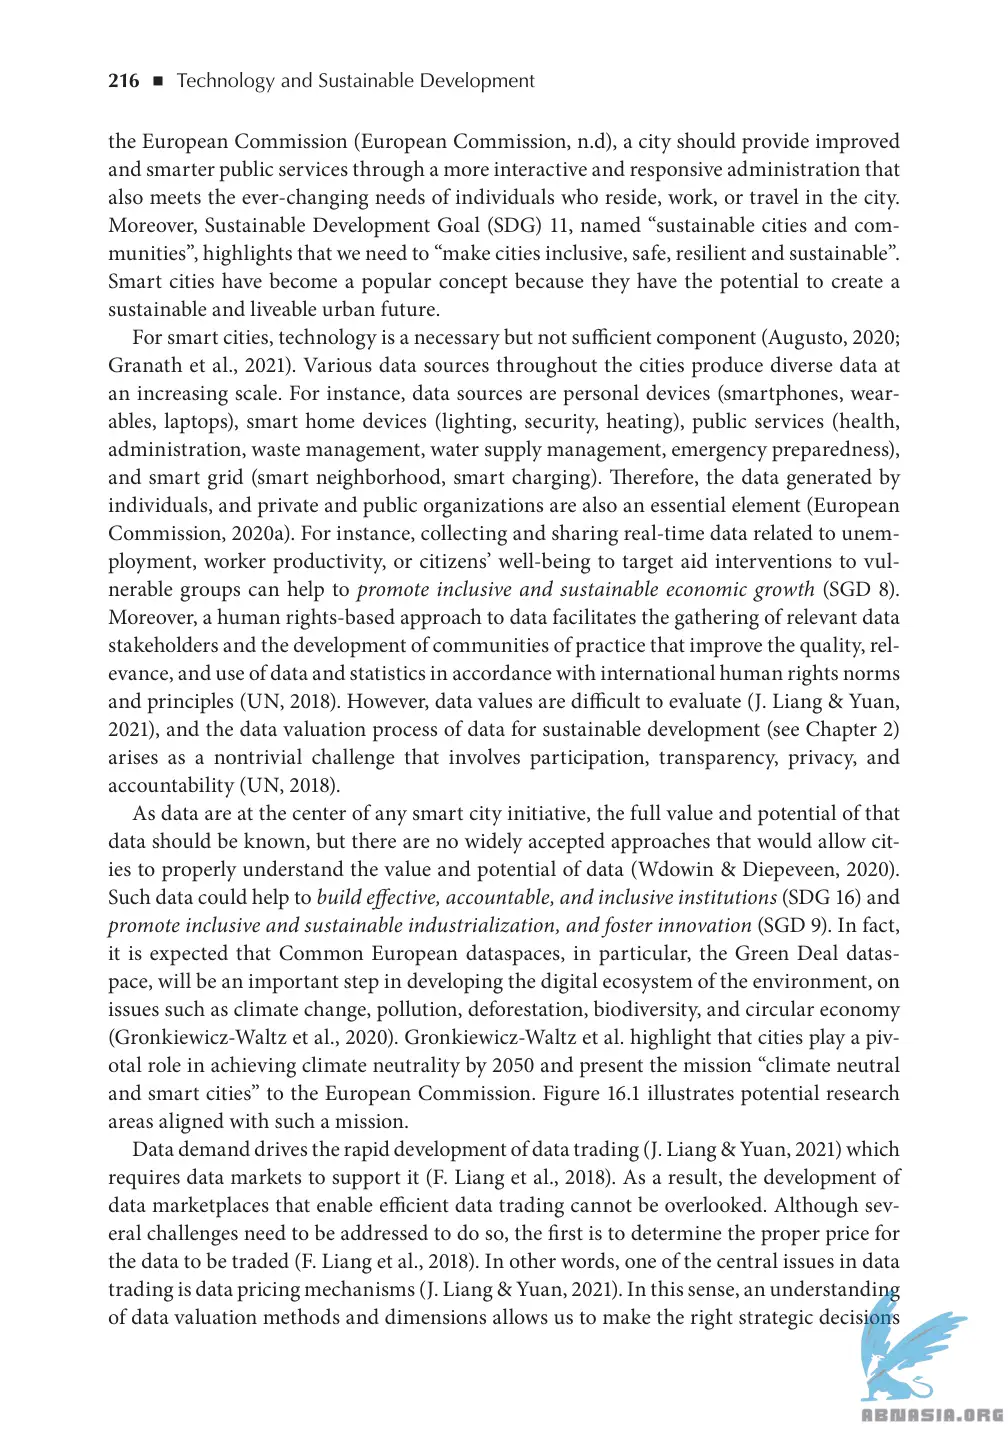 216 ■ Technology and Sustainable Development
the European Commission (European Commission, n.d), a city should provide improved
and smarter public services through a more interactive and responsive administration that
also meets the ever-changing needs of individuals who reside, work, or travel in the city.
Moreover, Sustainable Development Goal (SDG) 11, named “sustainable cities and com-
munities”, highlights that we need to “make cities inclusive, safe, resilient and sustainable”.
Smart cities have become a popular concept because they have the potential to create a
sustainable and liveable urban future.
For smart cities, technology is a necessary but not sufficient component (Augusto, 2020;
Granath et al., 2021). Various data sources throughout the cities produce diverse data at
an increasing scale. For instance, data sources are personal devices (smartphones, wear-
ables, laptops), smart home devices (lighting, security, heating), public services (health,
administration, waste management, water supply management, emergency preparedness),
and smart grid (smart neighborhood, smart charging). Therefore, the data generated by
individuals, and private and public organizations are also an essential element (European
Commission, 2020a). For instance, collecting and sharing real-time data related to unem-
ployment, worker productivity, or citizens’ well-being to target aid interventions to vul-
nerable groups can help to promote inclusive and sustainable economic growth (SGD 8).
Moreover, a human rights-based approach to data facilitates the gathering of relevant data
stakeholders and the development of communities of practice that improve the quality, rel-
evance, and use of data and statistics in accordance with international human rights norms
and principles (UN, 2018). However, data values are difficult to evaluate (J. Liang & Yuan,
2021), and the data valuation process of data for sustainable development (see Chapter 2)
arises as a nontrivial challenge that involves participation, transparency, privacy, and
accountability (UN, 2018).
As data are at the center of any smart city initiative, the full value and potential of that
data should be known, but there are no widely accepted approaches that would allow cit-
ies to properly understand the value and potential of data (Wdowin & Diepeveen, 2020).
Such data could help to build effective, accountable, and inclusive institutions (SDG 16) and
promote inclusive and sustainable industrialization, and foster innovation (SGD 9). In fact,
it is expected that Common European dataspaces, in particular, the Green Deal datas-
pace, will be an important step in developing the digital ecosystem of the environment, on
issues such as climate change, pollution, deforestation, biodiversity, and circular economy
(Gronkiewicz-Waltz et al., 2020). Gronkiewicz-Waltz et al. highlight that cities play a piv-
otal role in achieving climate neutrality by 2050 and present the mission “climate neutral
and smart cities” to the European Commission. Figure 16.1 illustrates potential research
areas aligned with such a mission.
Data demand drives the rapid development of data trading (J. Liang & Yuan, 2021) which
requires data markets to support it (F. Liang et al., 2018). As a result, the development of
data marketplaces that enable efficient data trading cannot be overlooked. Although sev-
eral challenges need to be addressed to do so, the first is to determine the proper price for
the data to be traded (F. Liang et al., 2018). In other words, one of the central issues in data
trading is data pricing mechanisms (J. Liang & Yuan, 2021). In this sense, an understanding
of data valuation methods and dimensions allows us to make the right strategic decisions
ABNASIA.ORG